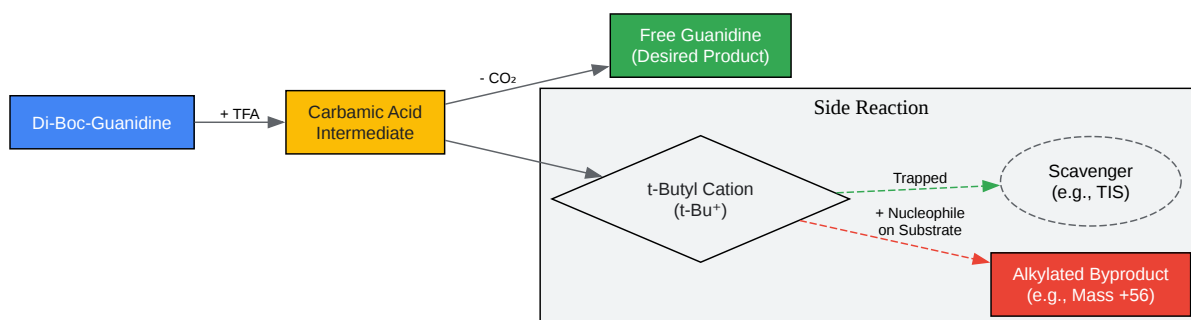 Free Guanidine
(Desired Product)
- CO₂
Side Reaction
Di-Boc-Guanidine
+ TFA
Carbamic Acid
Intermediate
t-Butyl Cation
(t-Bu⁺)
Trapped
Scavenger
(e.g., TIS)
+ Nucleophile
on Substrate
Alkylated Byproduct
(e.g., Mass +56)